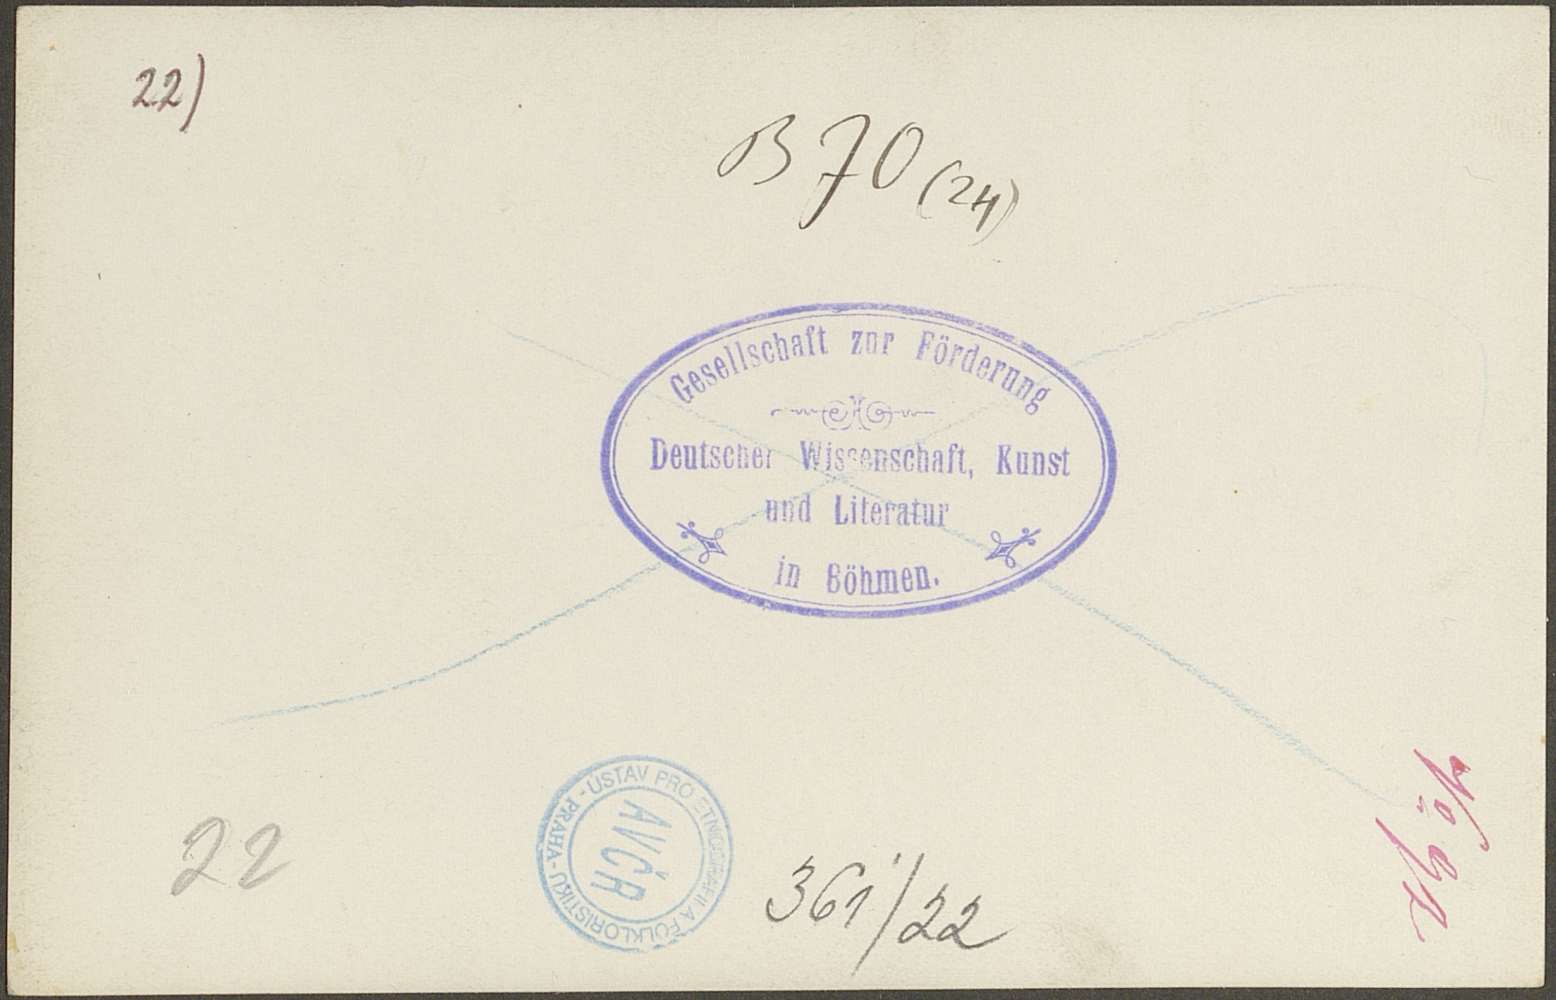 22)
B 70 (24)
Gesellschaft zur Förderung
Deutscher Wissenschaft, Kunst
und Literatur
in Böhmen.
ÚSTAV PRO ETNOGRAFII A FOLKLORISTIKU - PRAHA -
AVČR
22
361/22